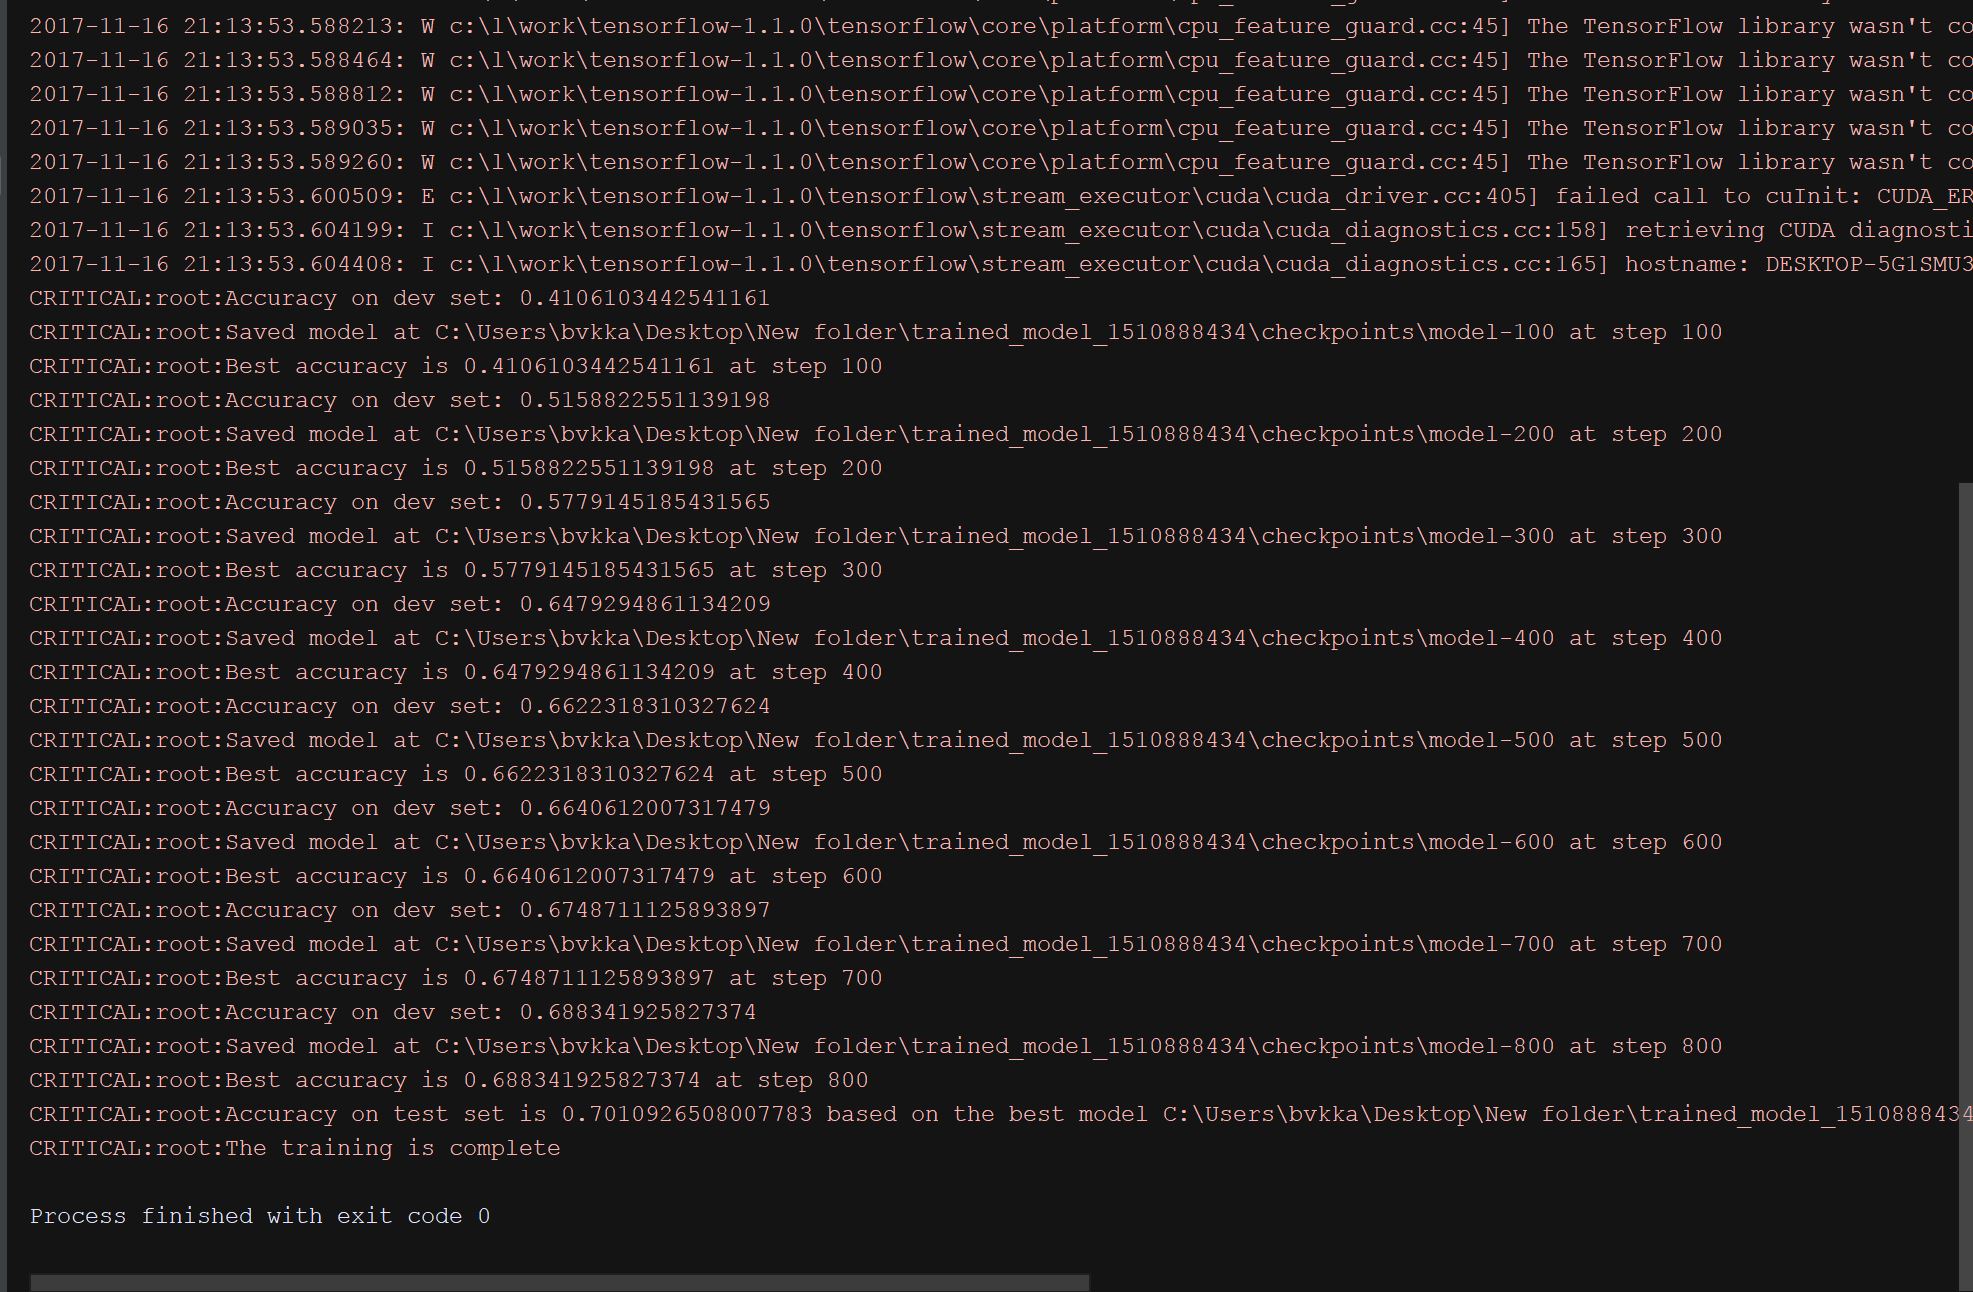 2017-11-16 21:13:53.588213: W c:\l\work\tensorflow-1.1.0\tensorflow\core\platform\cpu_feature_guard.cc:45] The TensorFlow library wasn't co
2017-11-16 21:13:53.588464: W c:\l\work\tensorflow-1.1.0\tensorflow\core\platform\cpu_feature_guard.cc:45] The TensorFlow library wasn't co
2017-11-16 21:13:53.588812: W c:\l\work\tensorflow-1.1.0\tensorflow\core\platform\cpu_feature_guard.cc:45] The TensorFlow library wasn't co
2017-11-16 21:13:53.589035: W c:\l\work\tensorflow-1.1.0\tensorflow\core\platform\cpu_feature_guard.cc:45] The TensorFlow library wasn't co
2017-11-16 21:13:53.589260: W c:\l\work\tensorflow-1.1.0\tensorflow\core\platform\cpu_feature_guard.cc:45] The TensorFlow library wasn't co
2017-11-16 21:13:53.600509: E c:\l\work\tensorflow-1.1.0\tensorflow\stream_executor\cuda\cuda_driver.cc:405] failed call to cuInit: CUDA_ER
2017-11-16 21:13:53.604199: I c:\l\work\tensorflow-1.1.0\tensorflow\stream_executor\cuda\cuda_diagnostics.cc:158] retrieving CUDA diagnosti
2017-11-16 21:13:53.604408: I c:\l\work\tensorflow-1.1.0\tensorflow\stream_executor\cuda\cuda_diagnostics.cc:165] hostname: DESKTOP-5G1SMU3
CRITICAL:root:Accuracy on dev set: 0.4106103442541161
CRITICAL:root:Saved model at C:\Users\bvkka\Desktop\New folder\trained_model_1510888434\checkpoints\model-100 at step 100
CRITICAL:root:Best accuracy is 0.4106103442541161 at step 100
CRITICAL:root:Accuracy on dev set: 0.5158822551139198
CRITICAL:root:Saved model at C:\Users\bvkka\Desktop\New folder\trained_model_1510888434\checkpoints\model-200 at step 200
CRITICAL:root:Best accuracy is 0.5158822551139198 at step 200
CRITICAL:root:Accuracy on dev set: 0.5779145185431565
CRITICAL:root:Saved model at C:\Users\bvkka\Desktop\New folder\trained_model_1510888434\checkpoints\model-300 at step 300
CRITICAL:root:Best accuracy is 0.5779145185431565 at step 300
CRITICAL:root:Accuracy on dev set: 0.6479294861134209
CRITICAL:root:Saved model at C:\Users\bvkka\Desktop\New folder\trained_model_1510888434\checkpoints\model-400 at step 400
CRITICAL:root:Best accuracy is 0.6479294861134209 at step 400
CRITICAL:root:Accuracy on dev set: 0.6622318310327624
CRITICAL:root:Saved model at C:\Users\bvkka\Desktop\New folder\trained_model_1510888434\checkpoints\model-500 at step 500
CRITICAL:root:Best accuracy is 0.6622318310327624 at step 500
CRITICAL:root:Accuracy on dev set: 0.6640612007317479
CRITICAL:root:Saved model at C:\Users\bvkka\Desktop\New folder\trained_model_1510888434\checkpoints\model-600 at step 600
CRITICAL:root:Best accuracy is 0.6640612007317479 at step 600
CRITICAL:root:Accuracy on dev set: 0.6748711125893897
CRITICAL:root:Saved model at C:\Users\bvkka\Desktop\New folder\trained_model_1510888434\checkpoints\model-700 at step 700
CRITICAL:root:Best accuracy is 0.6748711125893897 at step 700
CRITICAL:root:Accuracy on dev set: 0.688341925827374
CRITICAL:root:Saved model at C:\Users\bvkka\Desktop\New folder\trained_model_1510888434\checkpoints\model-800 at step 800
CRITICAL:root:Best accuracy is 0.688341925827374 at step 800
CRITICAL:root:Accuracy on test set is 0.7010926508007783 based on the best model C:\Users\bvkka\Desktop\New folder\trained_model_1510888434
CRITICAL:root:The training is complete
Process finished with exit code 0